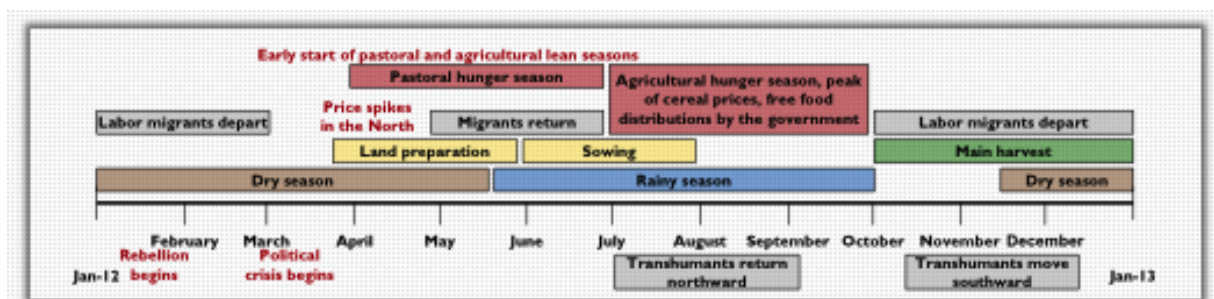 Early start of pastoral and agricultural lean seasons
Pastoral hunger season
Agricultural hunger season, peak
of cereal prices, free food
distributions by the government
Labor migrants depart
Price spikes
in the North
Migrants return
Labor migrants depart
Land preparation
Sowing
Main harvest
Dry season
Rainy season
Dry season
February March April May June July August September October November December
Jan-12
Rebellion
begins
Political
crisis begins
Transhumants return
northward
Transhumants move
southward
Jan-13